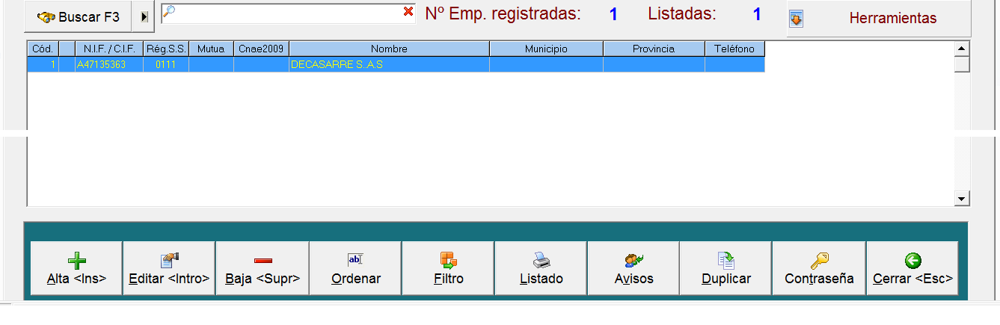 Buscar F3 Nº Emp. registradas: 1 Listadas: 1 Herramientas
Cód. N.I.F. / C.I.F. Rég.S.S. Mutua Cnae2009 Nombre Municipio Provincia Teléfono
1 A47135363 0111 DECASARRE S..A.S
Alta <Ins> Editar <Intro> Baja <Supr> Ordenar Filtro Listado Avisos Duplicar Contraseña Cerrar <Esc>